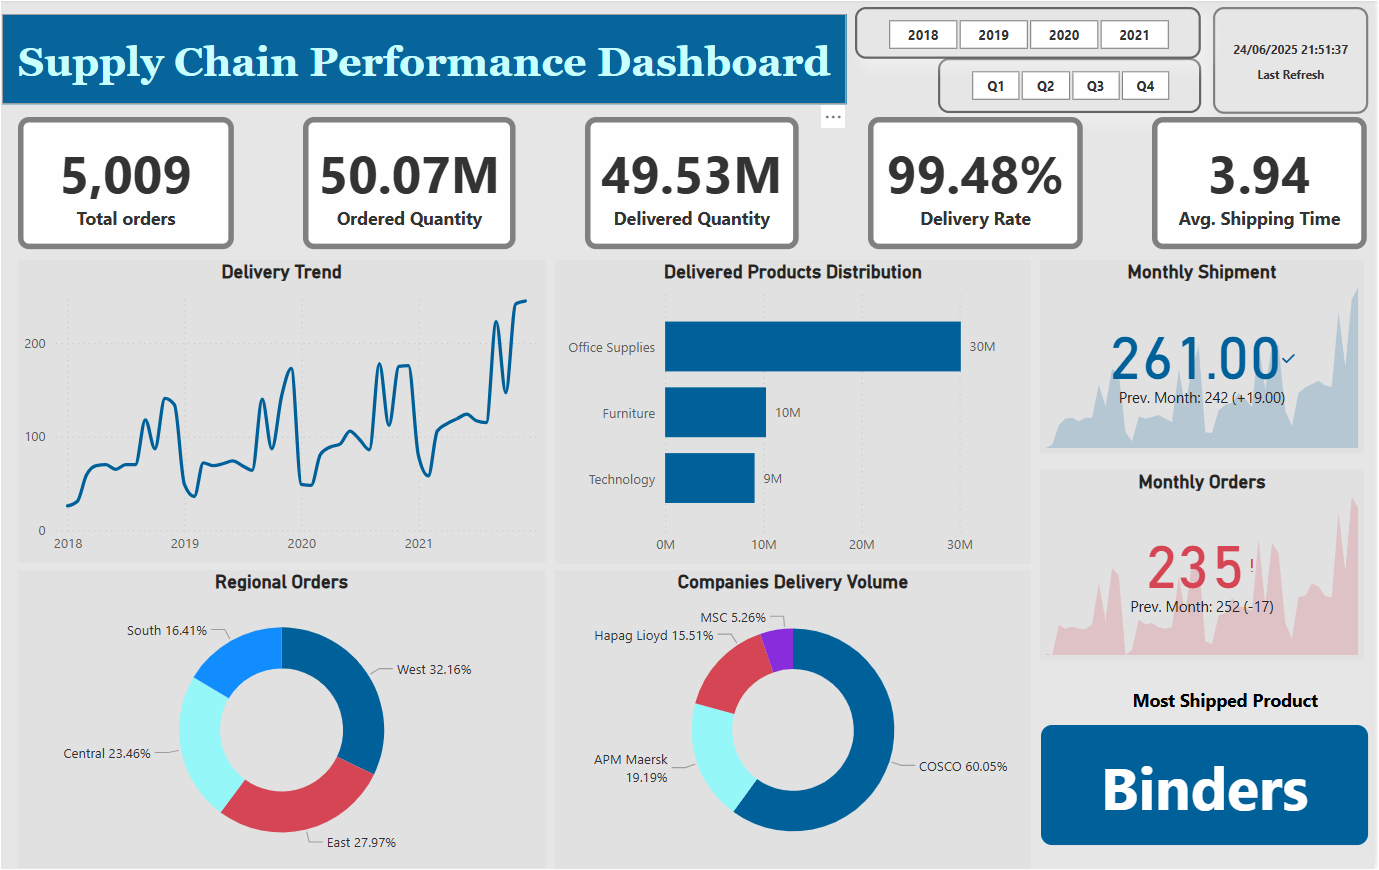 Supply Chain Performance Dashboard
2018 2019 2020 2021
Q1 Q2 Q3 Q4
24/06/2025 21:51:37
Last Refresh
5,009
Total orders
50.07M
Ordered Quantity
49.53M
Delivered Quantity
99.48%
Delivery Rate
3.94
Avg. Shipping Time
Delivery Trend
200
100
0
2018 2019 2020 2021
Delivered Products Distribution
Office Supplies 30M
Furniture 10M
Technology 9M
0M 10M 20M 30M
Monthly Shipment
261.00
Prev. Month: 242 (+19.00)
Monthly Orders
235!
Prev. Month: 252 (-17)
Regional Orders
South 16.41%
West 32.16%
Central 23.46%
East 27.97%
Companies Delivery Volume
MSC 5.26%
Hapag Lloyd 15.51%
APM Maersk
19.19%
COSCO 60.05%
Most Shipped Product
Binders